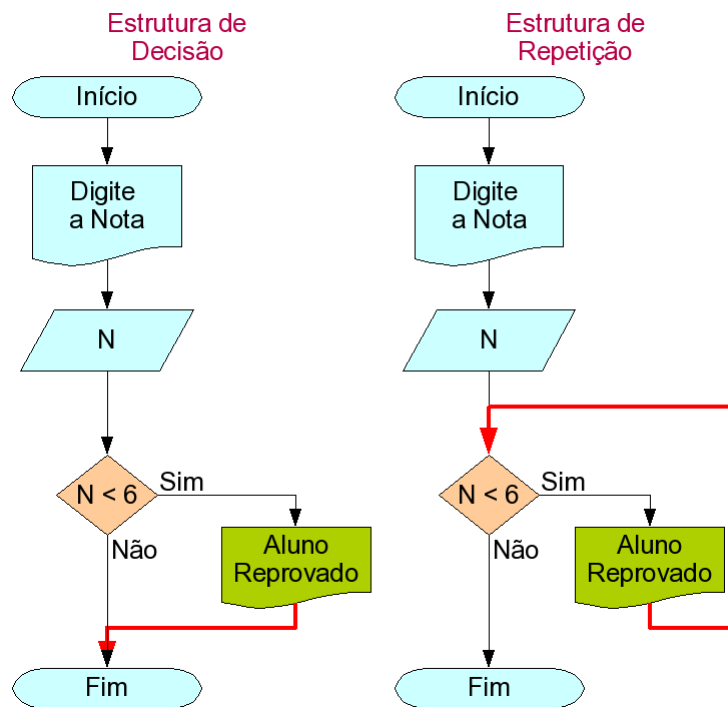 Estrutura de
Decisão
Início
Digite
a Nota
N
N < 6
Sim
Não
Aluno
Reprovado
Fim
Estrutura de
Repetição
Início
Digite
a Nota
N
N < 6
Sim
Não
Aluno
Reprovado
Fim